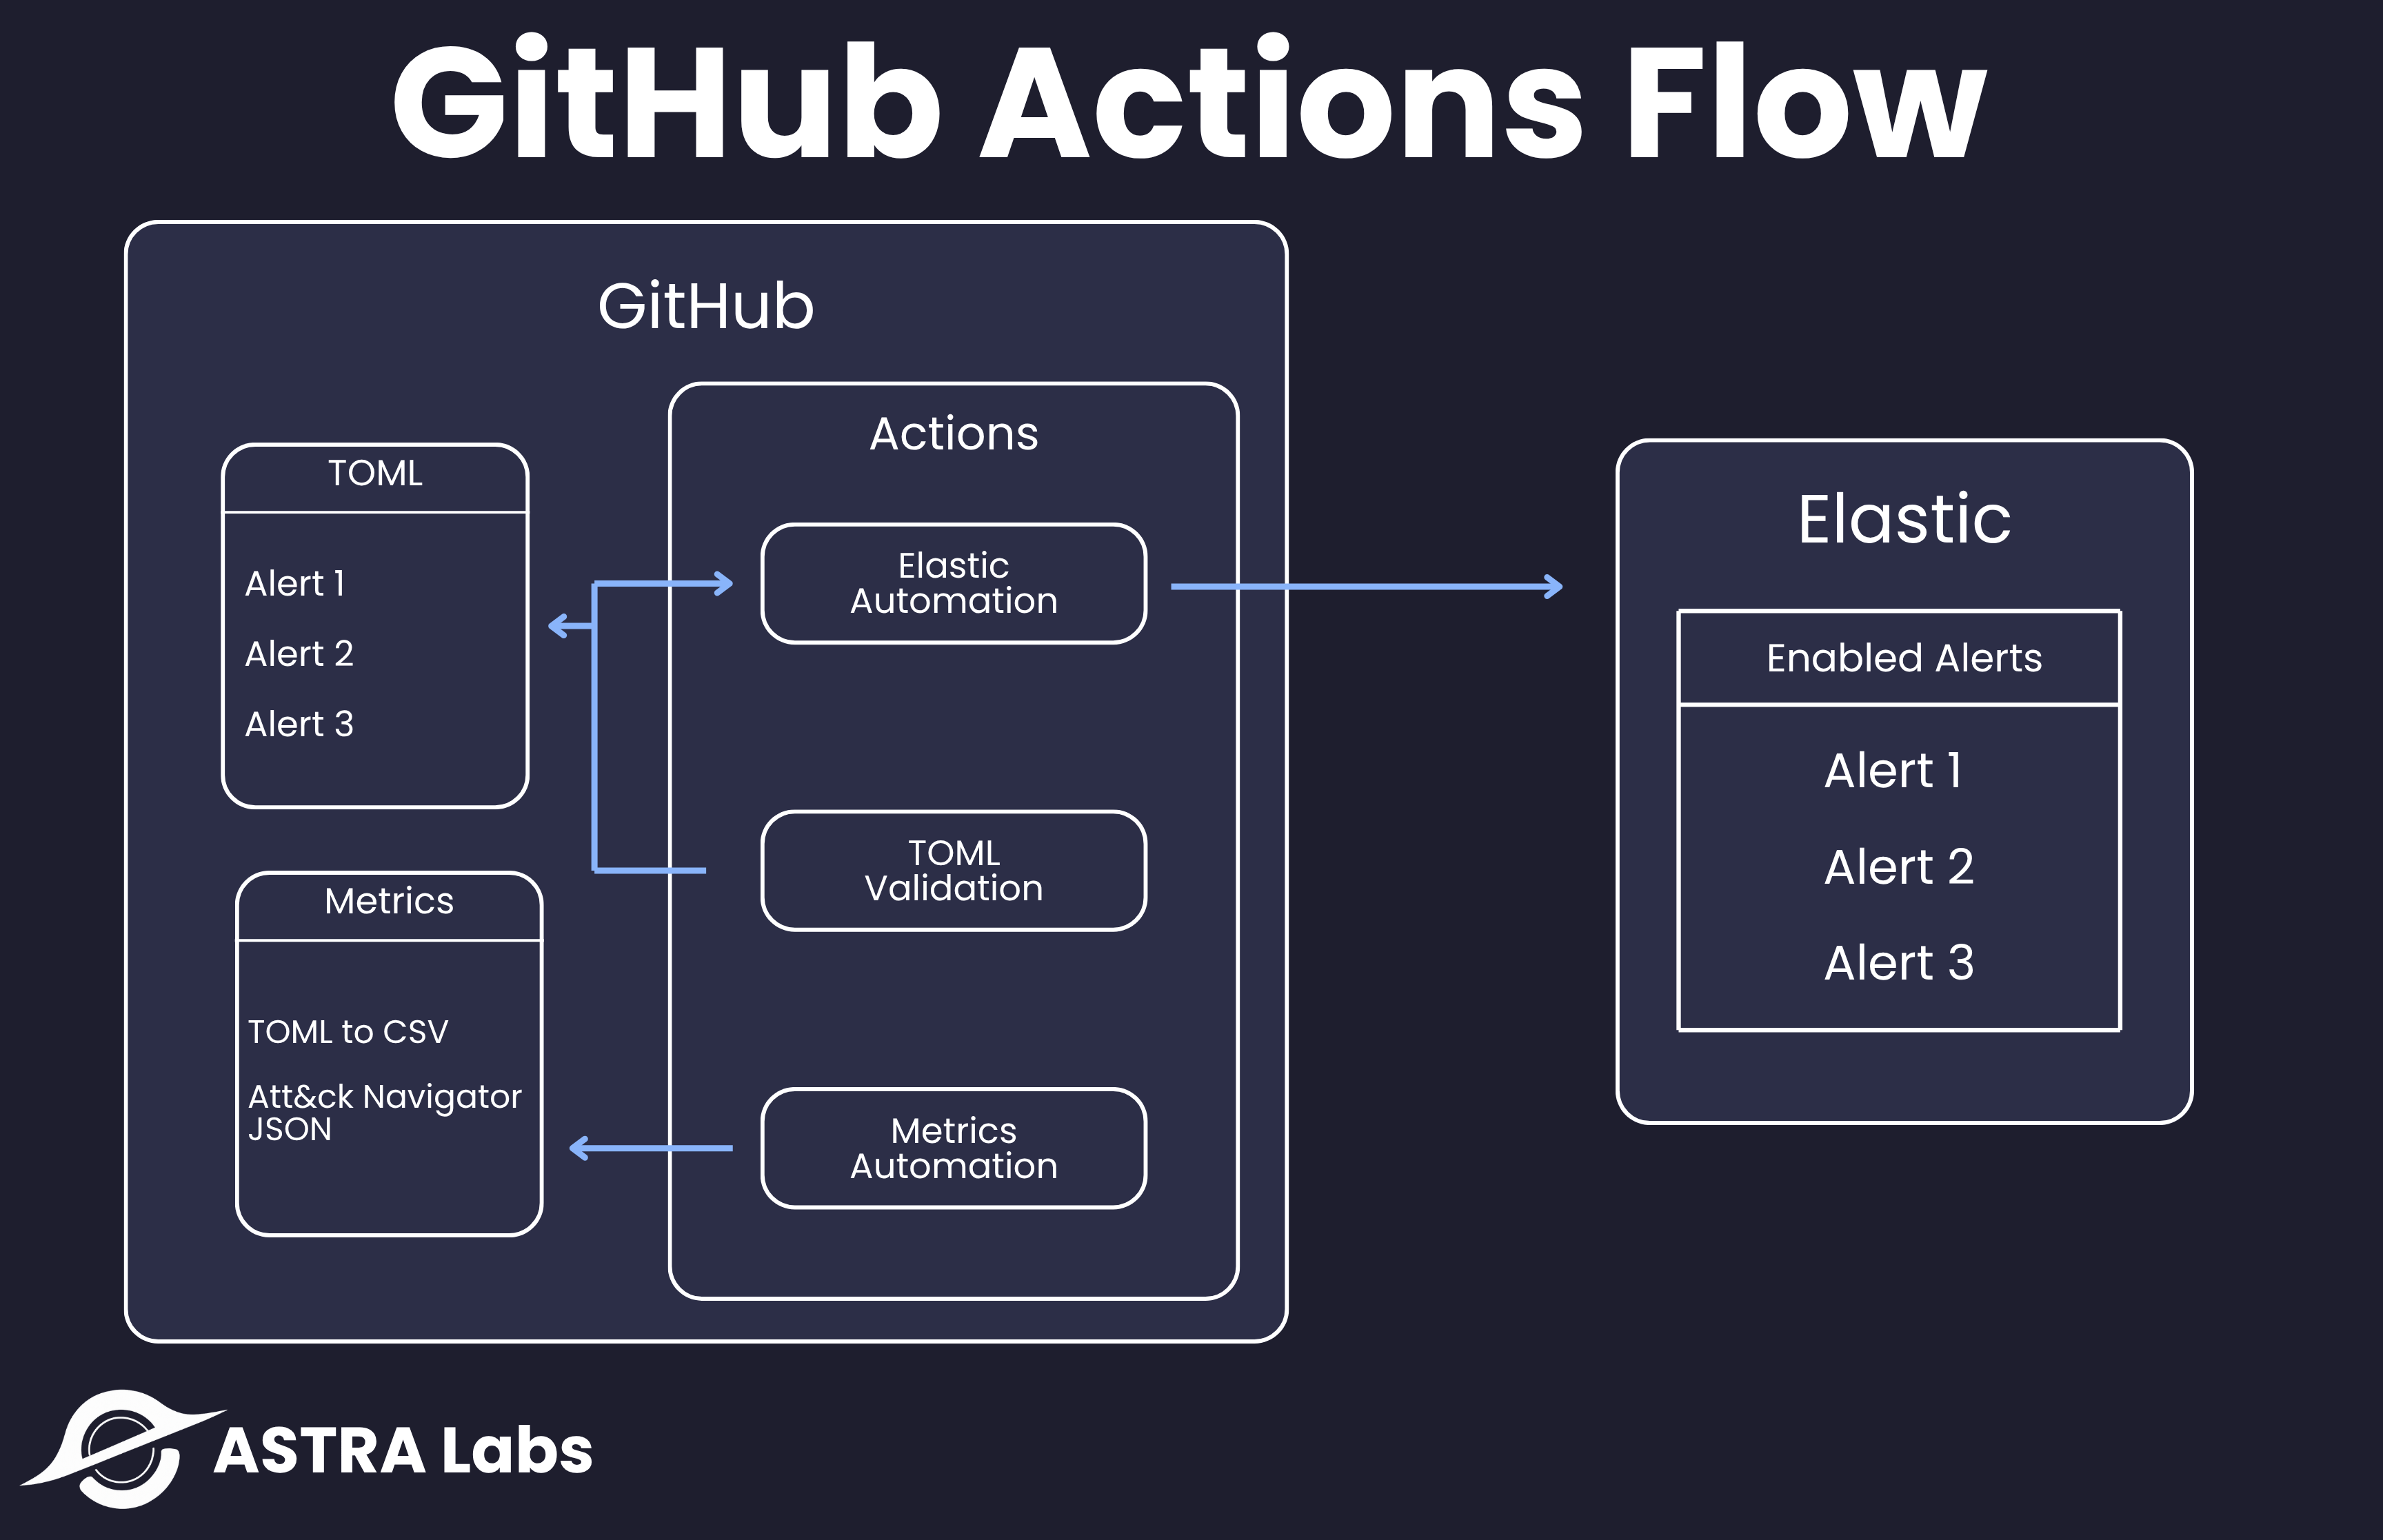 GitHub Actions Flow
GitHub
TOML
Alert 1
Alert 2
Alert 3
Metrics
TOML to CSV
Att&ck Navigator
JSON
Actions
Elastic
Automation
TOML
Validation
Metrics
Automation
Elastic
Enabled Alerts
Alert 1
Alert 2
Alert 3
ASTRA Labs